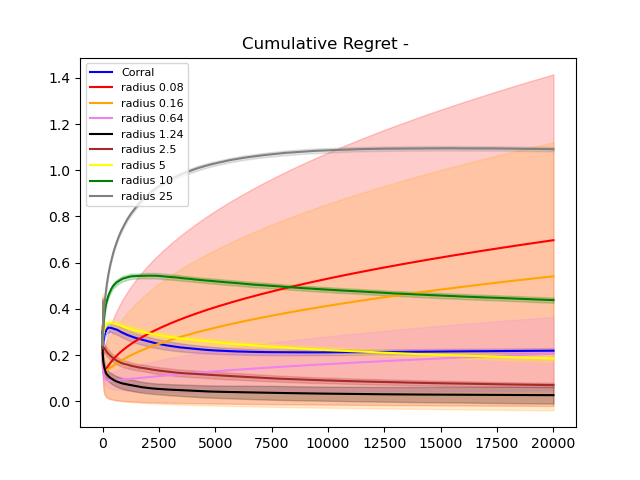 Cumulative Regret -
1.4
1.2
1.0
0.8
0.6
0.4
0.2
0.0
Corral
radius 0.08
radius 0.16
radius 0.64
radius 1.24
radius 2.5
radius 5
radius 10
radius 25
0 2500 5000 7500 10000 12500 15000 17500 20000